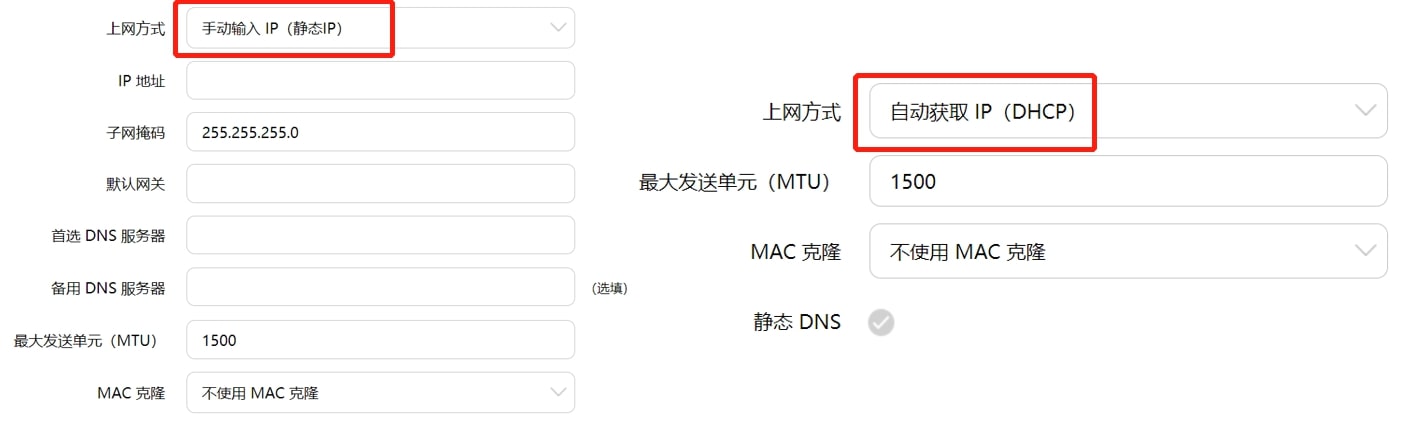 上网方式 手动输入 IP（静态IP）
IP 地址
子网掩码 255.255.255.0
默认网关
首选 DNS 服务器
备用 DNS 服务器 （选填）
最大发送单元（MTU） 1500
MAC 克隆 不使用 MAC 克隆
上网方式 自动获取 IP（DHCP）
最大发送单元（MTU） 1500
MAC 克隆 不使用 MAC 克隆
静态 DNS